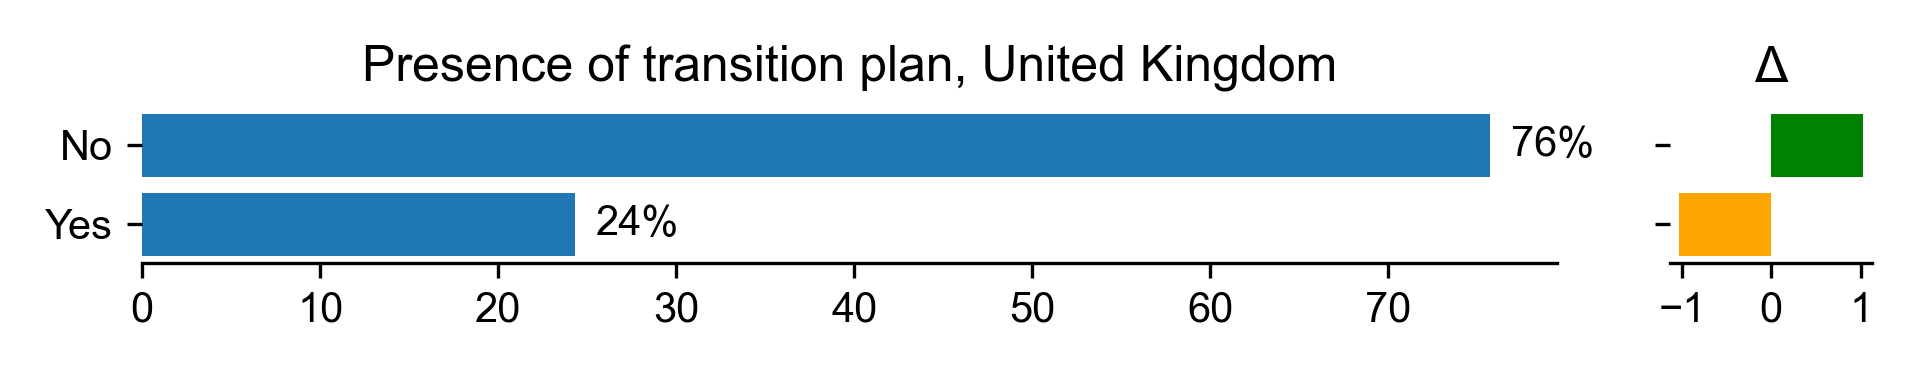 Presence of transition plan, United Kingdom
Δ
No
76%
Yes
24%
0 10 20 30 40 50 60 70
−1 0 1